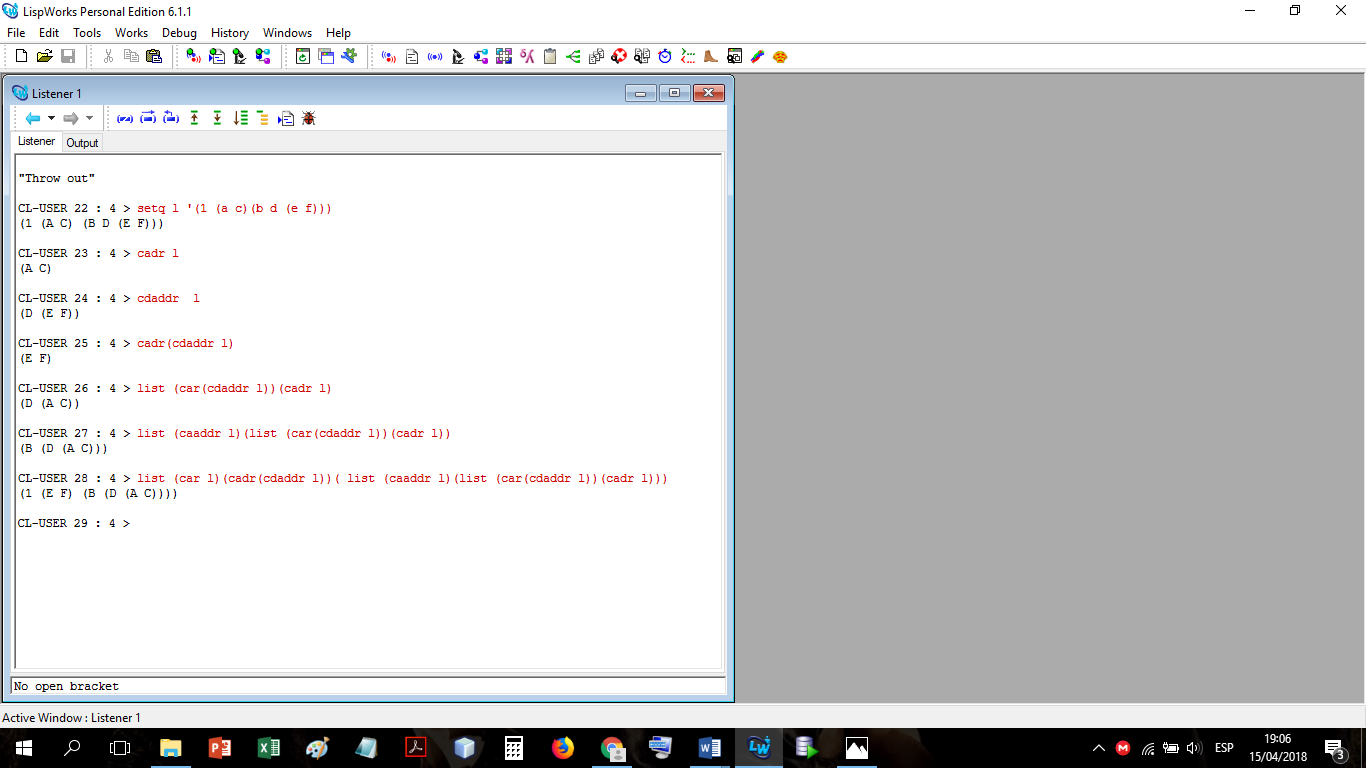 LispWorks Personal Edition 6.1.1
File Edit Tools Works Debug History Windows Help
Listener 1
Listener Output
"Throw out"
CL-USER 22 : 4 > setq l '(1 (a c)(b d (e f)))
(1 (A C) (B D (E F)))
CL-USER 23 : 4 > cadr l
(A C)
CL-USER 24 : 4 > cdaddr  l
(D (E F))
CL-USER 25 : 4 > cadr(cdaddr l)
(E F)
CL-USER 26 : 4 > list (car(cdaddr l))(cadr l)
(D (A C))
CL-USER 27 : 4 > list (caaddr l)(list (car(cdaddr l))(cadr l))
(B (D (A C)))
CL-USER 28 : 4 > list (car l)(cadr(cdaddr l))( list (caaddr l)(list (car(cdaddr l))(cadr l)))
(1 (E F) (B (D (A C))))
CL-USER 29 : 4 >
No open bracket
Active Window : Listener 1
ESP
19:06
15/04/2018
3